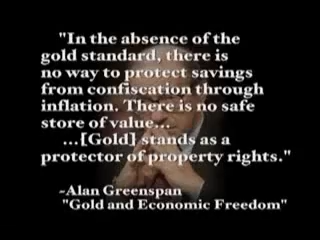 "In the absence of the
gold standard, there is
no way to protect savings
from confiscation through
inflation. There is no safe
store of value...
...[Gold] stands as a
protector of property rights."
~Alan Greenspan
"Gold and Economic Freedom"